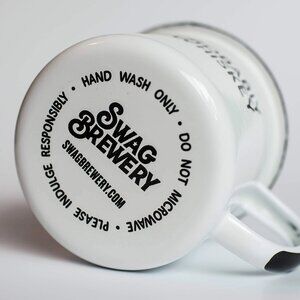 • HAND WASH ONLY • DO NOT MICROWAVE • PLEASE INDULGE RESPONSIBLY
SWAG
BREWERY
SWAGBREWERY.COM